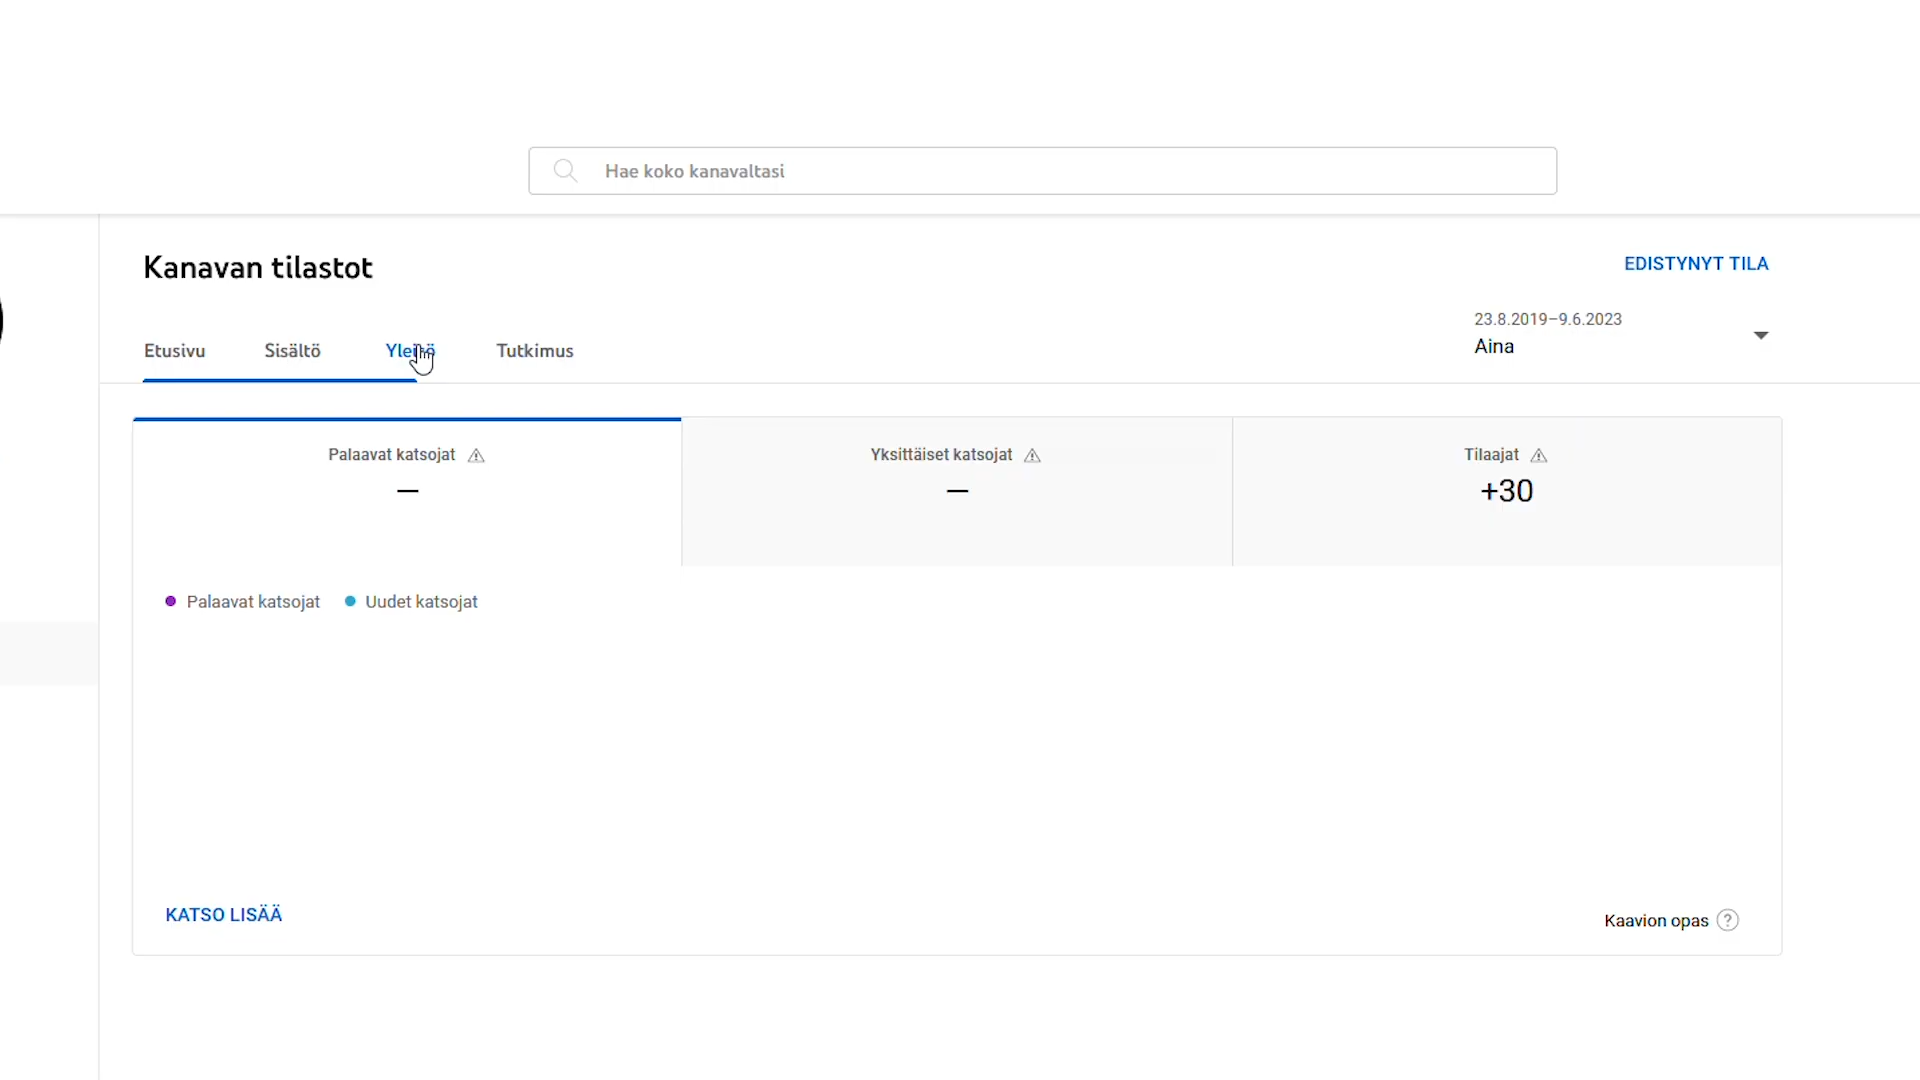 Hae koko kanavaltasi
Kanavan tilastot
EDISTYNYT TILA
23.8.2019–9.6.2023
Aina
Etusivu Sisältö Yleisö Tutkimus
Palaavat katsojat
—
Yksittäiset katsojat
—
Tilaajat
+30
Palaavat katsojat Uudet katsojat
KATSO LISÄÄ
Kaavion opas ?